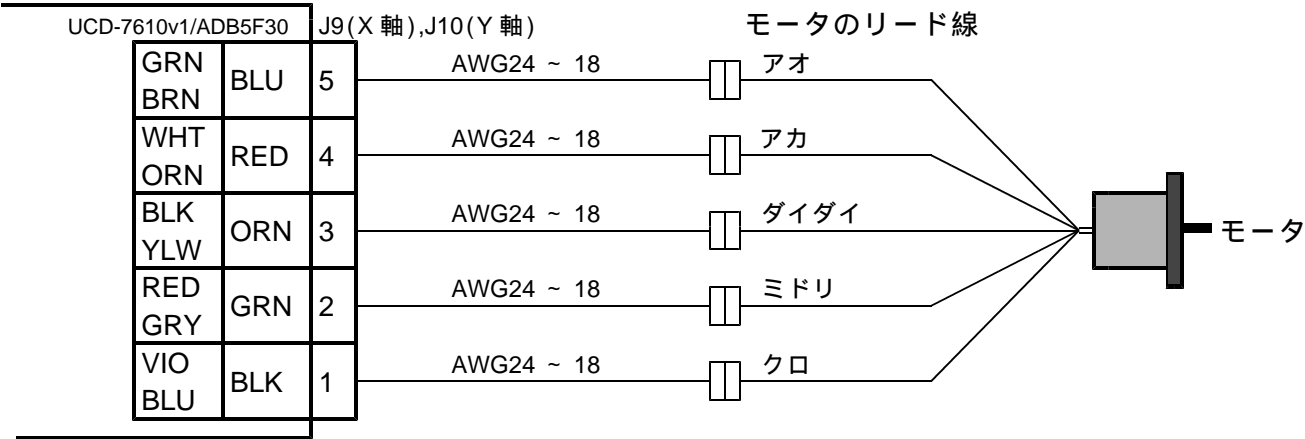 UCD-7610v1/ADB5F30 J9(X 軸),J10(Y 軸) モータのリード線
GRN
BRN
BLU 5 AWG24 ~ 18 アオ
WHT
ORN
RED 4 AWG24 ~ 18 アカ
BLK
YLW
ORN 3 AWG24 ~ 18 ダイダイ
モータ
RED
GRY
GRN 2 AWG24 ~ 18 ミドリ
VIO
BLU
BLK 1 AWG24 ~ 18 クロ